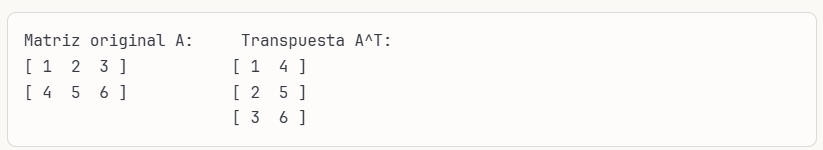 Matriz original A:     Transpuesta A^T:
[ 1  2  3 ]           [ 1  4 ]
[ 4  5  6 ]           [ 2  5 ]
                      [ 3  6 ]